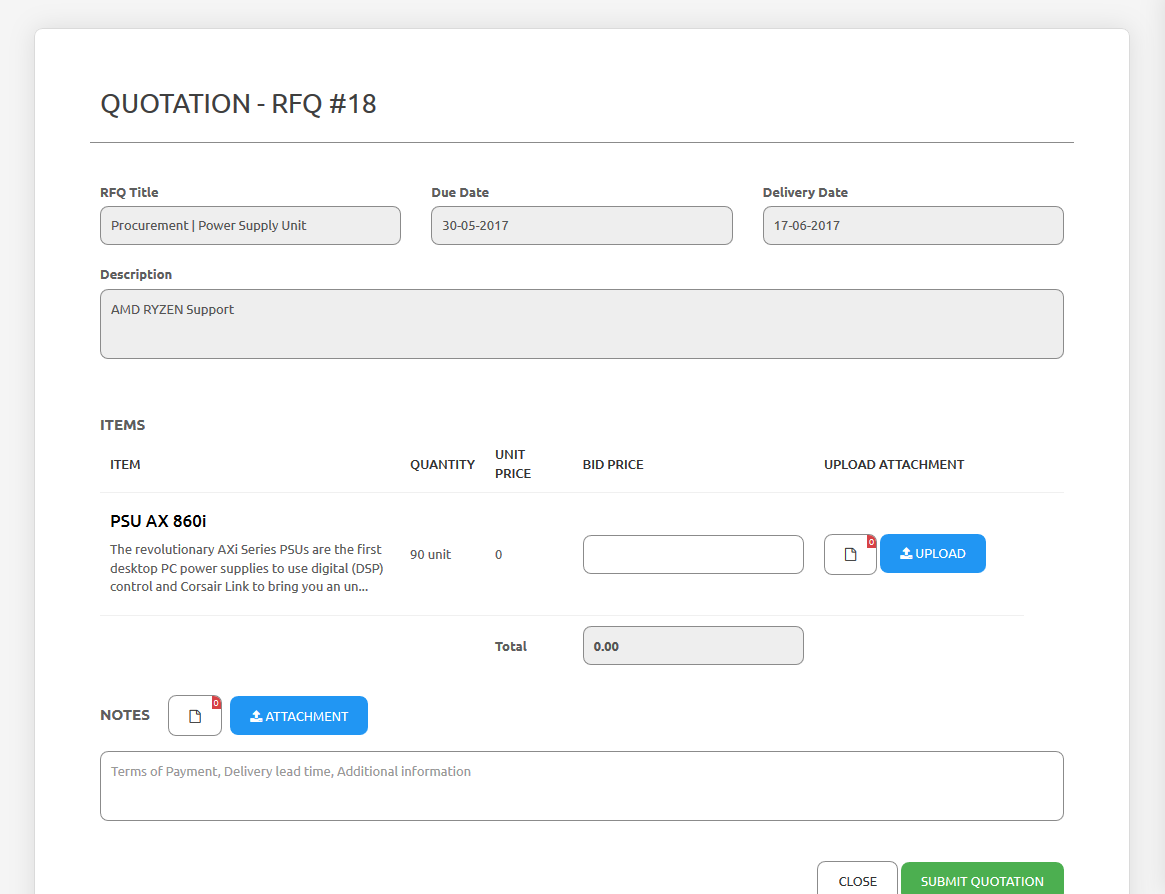 QUOTATION - RFQ #18
RFQ Title
Due Date
Delivery Date
Procurement | Power Supply Unit
30-05-2017
17-06-2017
Description
AMD RYZEN Support
ITEMS
ITEM
QUANTITY
UNIT
PRICE
BID PRICE
UPLOAD ATTACHMENT
PSU AX 860i
The revolutionary AXi Series PSUs are the first
desktop PC power supplies to use digital (DSP)
control and Corsair Link to bring you an un...
90 unit
0
0
UPLOAD
Total
0.00
NOTES
0
ATTACHMENT
Terms of Payment, Delivery lead time, Additional information
CLOSE
SUBMIT QUOTATION